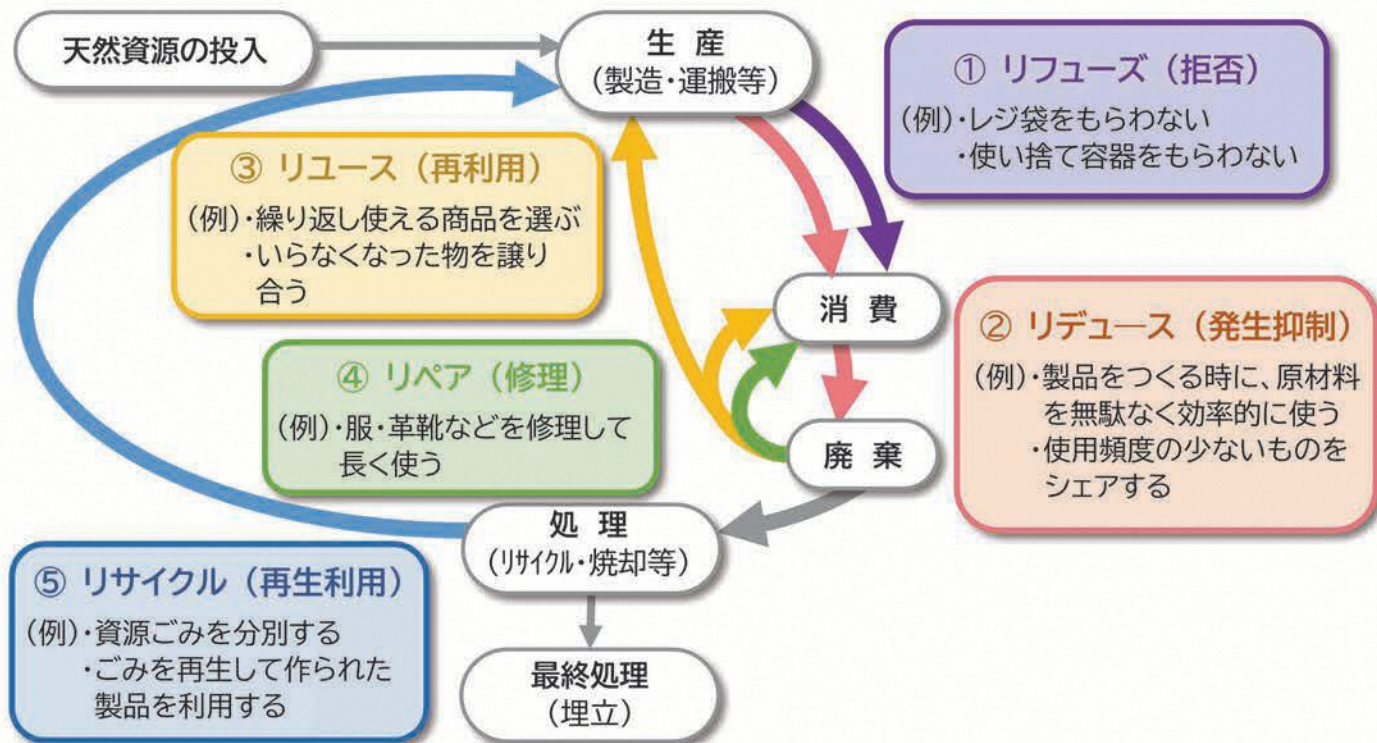 天然資源の投入
生 産
(製造・運搬等)
① リフューズ（拒否）
(例)・レジ袋をもらわない
・使い捨て容器をもらわない
③ リユース（再利用）
(例)・繰り返し使える商品を選ぶ
・いらなくなった物を譲り
合う
消 費
② リデュース（発生抑制）
(例)・製品をつくる時に、原材料
を無駄なく効率的に使う
・使用頻度の少ないものを
シェアする
④ リペア（修理）
(例)・服・革靴などを修理して
長く使う
廃 棄
処 理
(ﾘｻｲｸﾙ・焼却等)
⑤ リサイクル（再生利用）
(例)・資源ごみを分別する
・ごみを再生して作られた
製品を利用する
最終処理
(埋立)